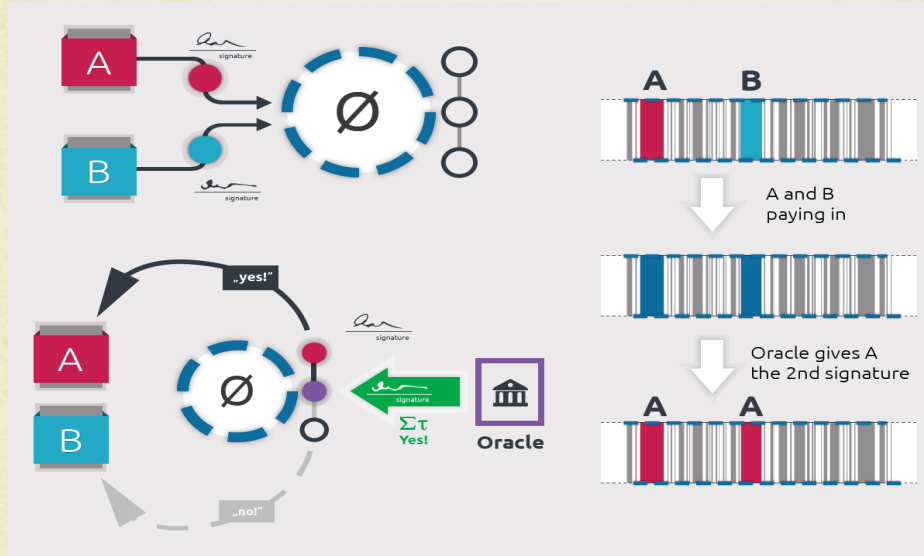 A
signature
Ø
B
signature
A B
A and B
paying in
„yes!“
signature
A
B
Ø
signature
Στ
Yes!
Oracle
„no!“
Oracle gives A
the 2nd signature
A A